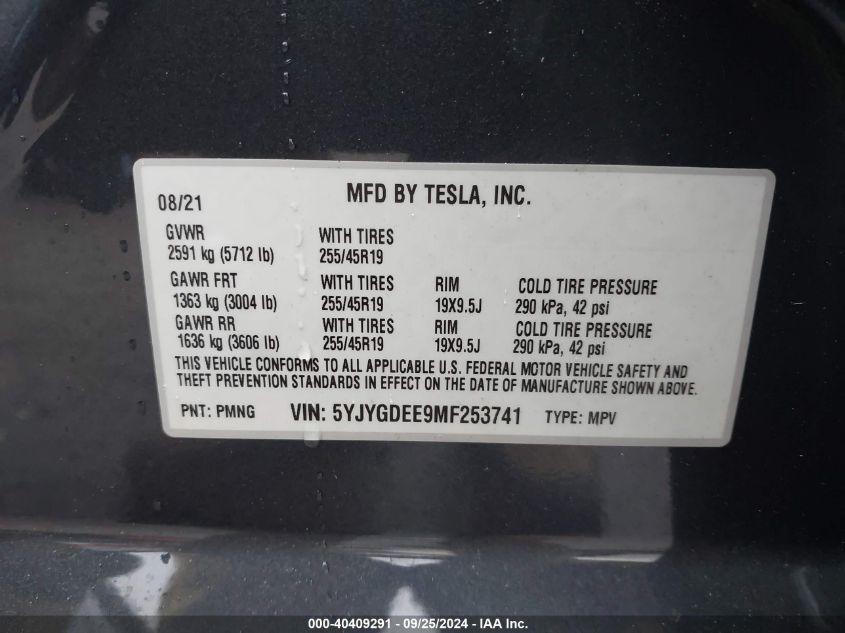 MFD BY TESLA, INC.
08/21
GVWR WITH TIRES
2591 kg (5712 lb) 255/45R19
GAWR FRT WITH TIRES RIM COLD TIRE PRESSURE
1363 kg (3004 lb) 255/45R19 19X9.5J 290 kPa, 42 psi
GAWR RR WITH TIRES RIM COLD TIRE PRESSURE
1636 kg (3606 lb) 255/45R19 19X9.5J 290 kPa, 42 psi
THIS VEHICLE CONFORMS TO ALL APPLICABLE U.S. FEDERAL MOTOR VEHICLE SAFETY AND
THEFT PREVENTION STANDARDS IN EFFECT ON THE DATE OF MANUFACTURE SHOWN ABOVE.
PNT: PMNG VIN: 5YJYGDEE9MF253741 TYPE: MPV
000-40409291 - 09/25/2024 - IAA Inc.